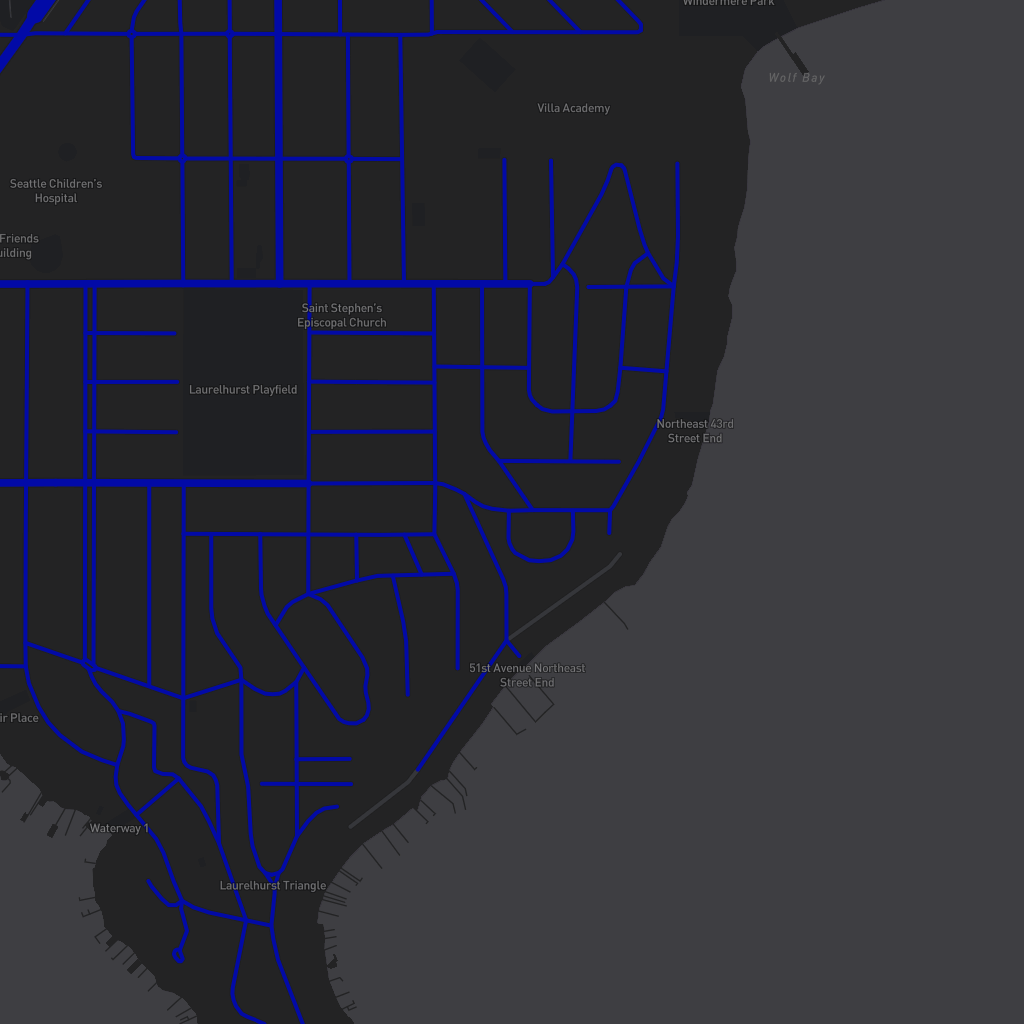 Windermere Park
Wolf Bay
Villa Academy
Seattle Children's
Hospital
Friends
uilding
Saint Stephen's
Episcopal Church
Laurelhurst Playfield
Northeast 43rd
Street End
51st Avenue Northeast
Street End
ir Place
Waterway 1
Laurelhurst Triangle